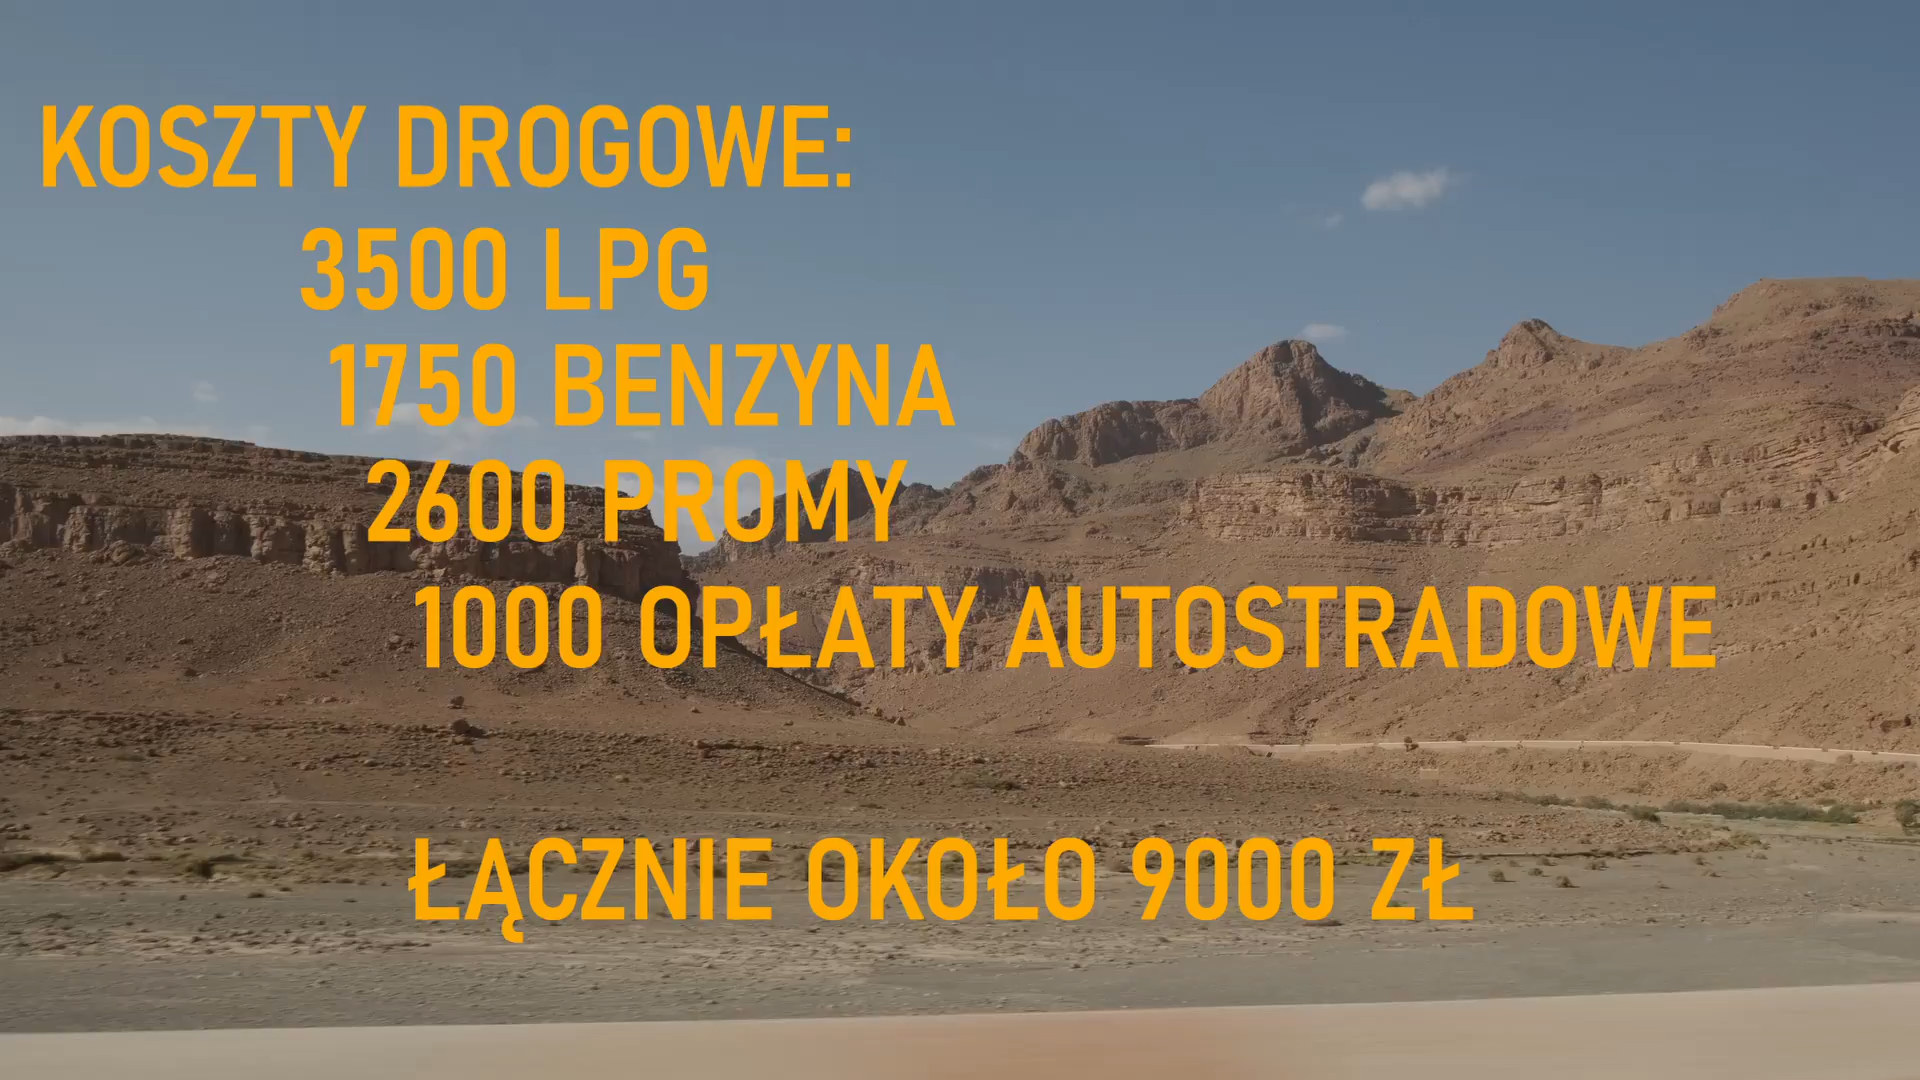 KOSZTY DROGOWE:
3500 LPG
1750 BENZYNA
2600 PROMY
1000 OPŁATY AUTOSTRADOWE
ŁĄCZNIE OKOŁO 9000 ZŁ